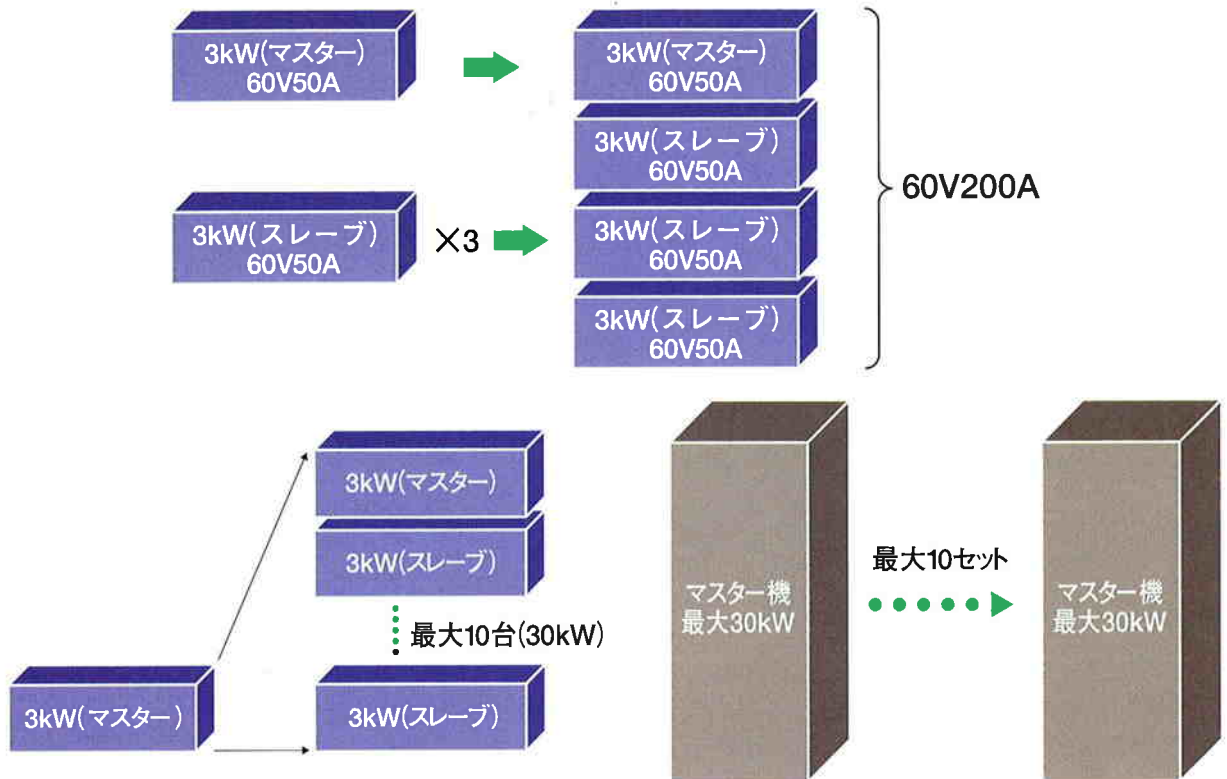 3kW(マスター)
60V50A
3kW(マスター)
60V50A
3kW(スレーブ)
60V50A
3kW(スレーブ)
60V50A
×3
3kW(スレーブ)
60V50A
3kW(スレーブ)
60V50A
60V200A
3kW(マスター)
3kW(スレーブ)
最大10台(30kW)
3kW(マスター)
3kW(スレーブ)
マスター機
最大30kW
最大10セット
マスター機
最大30kW